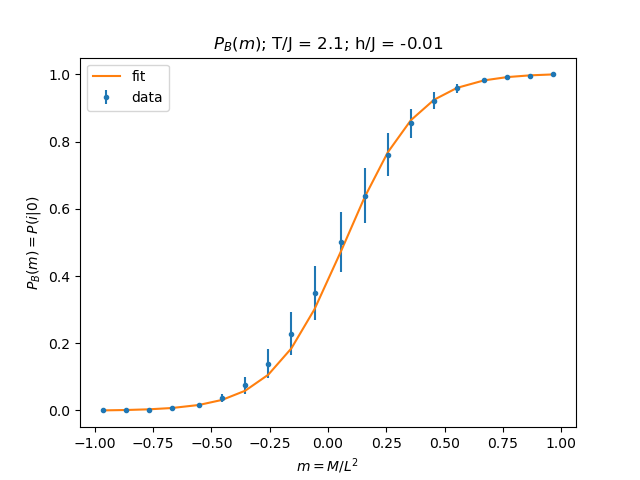 P_B(m); T/J = 2.1; h/J = -0.01
fit
data
1.0
0.8
0.6
0.4
0.2
0.0
P_B(m) = P(i|0)
−1.00 −0.75 −0.50 −0.25 0.00 0.25 0.50 0.75 1.00
m = M/L²